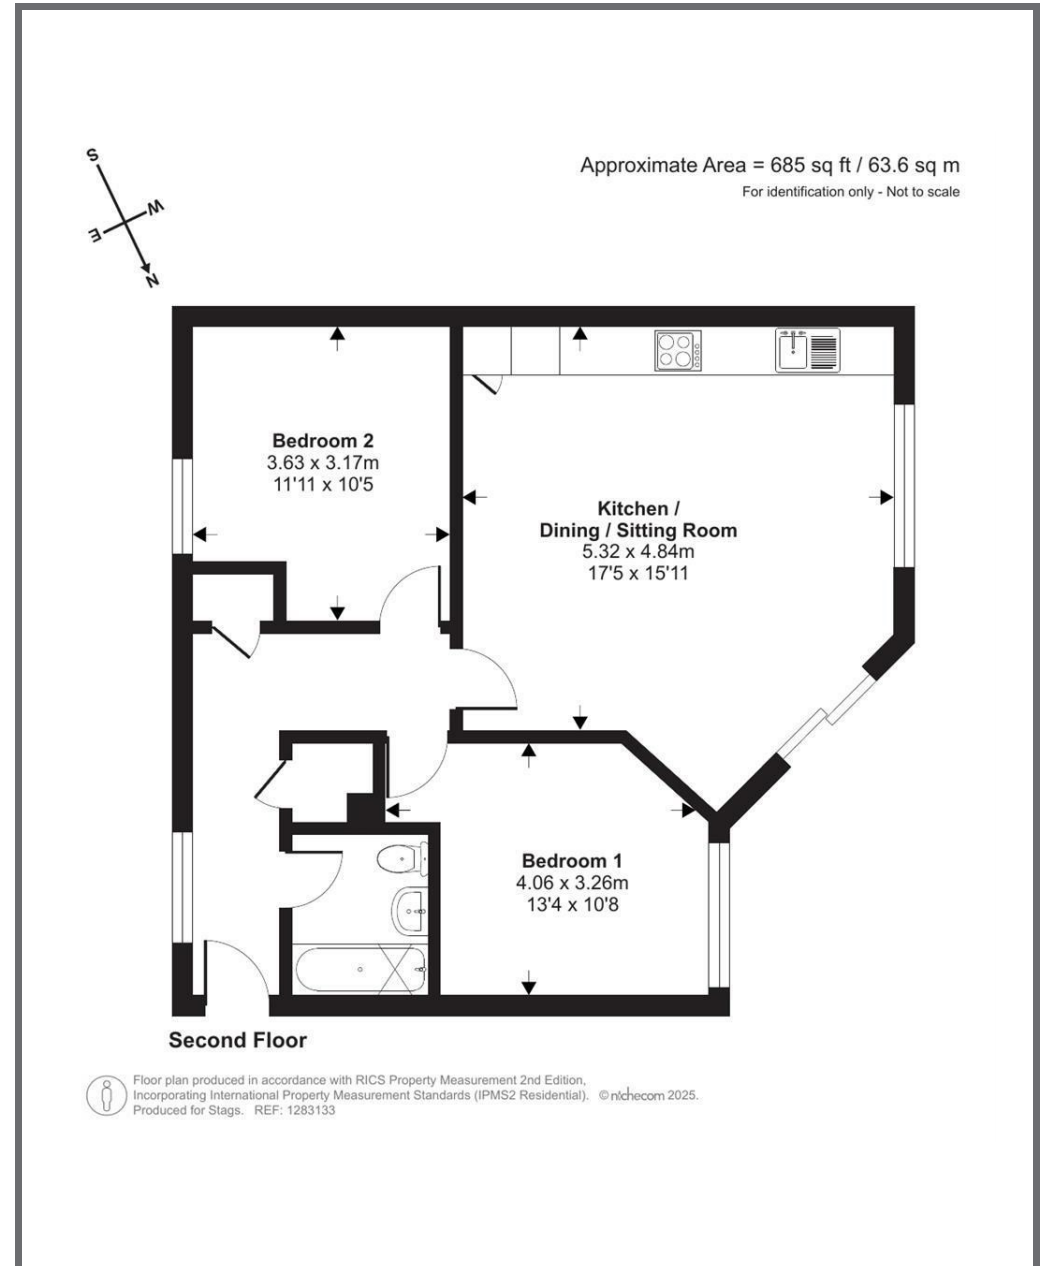 S
W
E
N
Approximate Area = 685 sq ft / 63.6 sq m
For identification only - Not to scale
Bedroom 2
3.63 x 3.17m
11'11 x 10'5
Kitchen /
Dining / Sitting Room
5.32 x 4.84m
17'5 x 15'11
Bedroom 1
4.06 x 3.26m
13'4 x 10'8
Second Floor
Floor plan produced in accordance with RICS Property Measurement 2nd Edition,
Incorporating International Property Measurement Standards (IPMS2 Residential). © nichecom 2025.
Produced for Stags. REF: 1283133